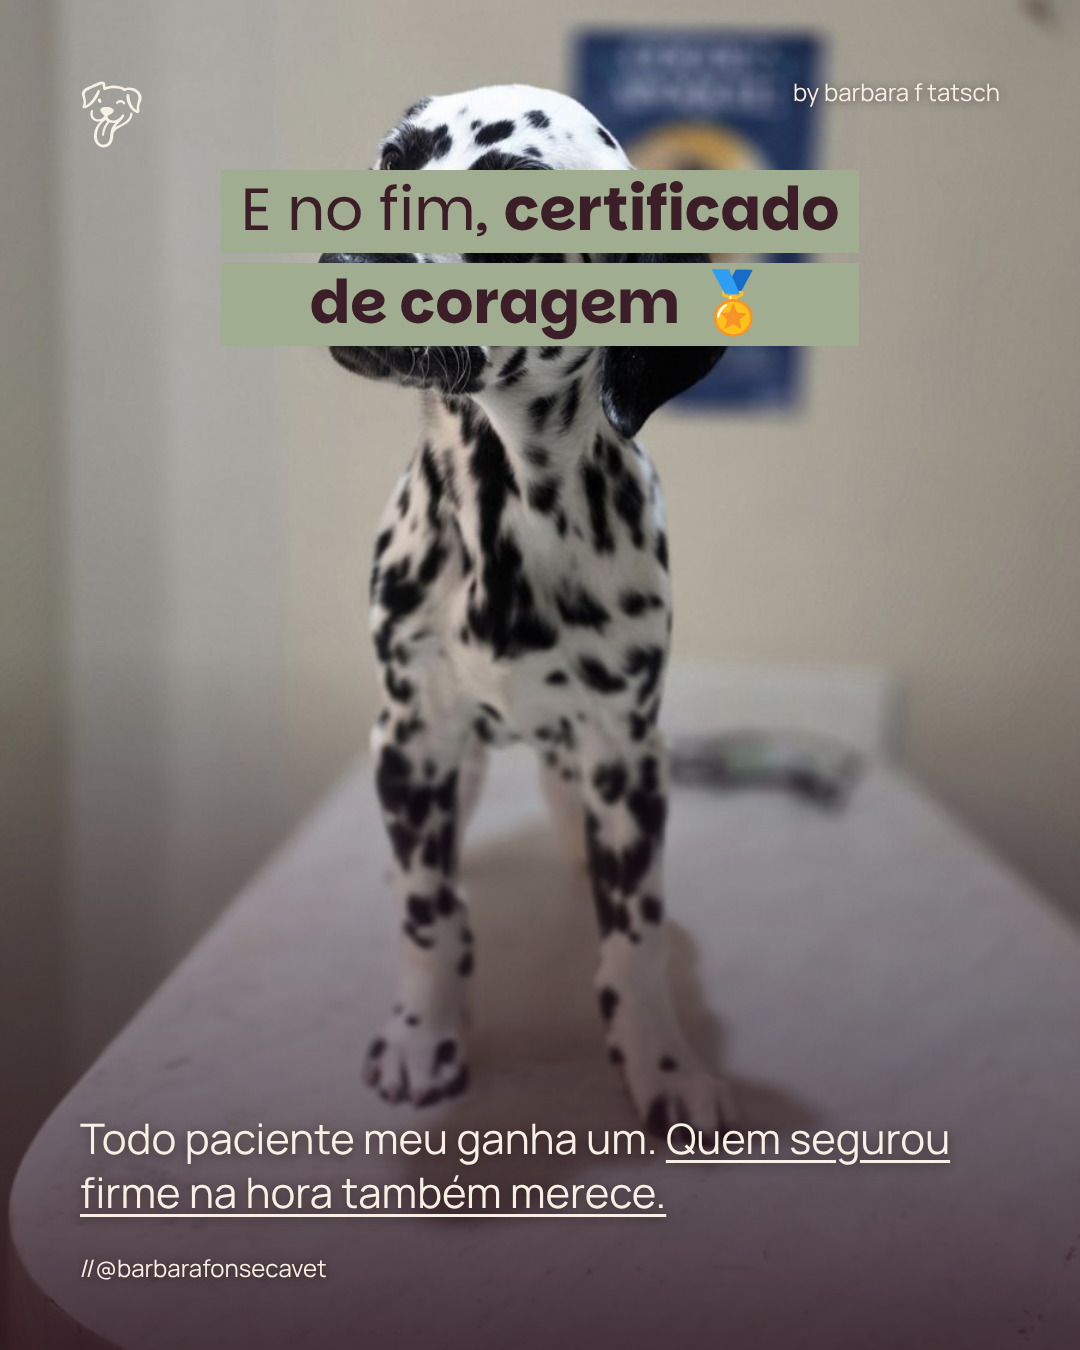 by barbara f tatsch
E no fim, certificado
de coragem 🏅
Todo paciente meu ganha um. Quem segurou
firme na hora também merece.
//@barbarafonsecavet